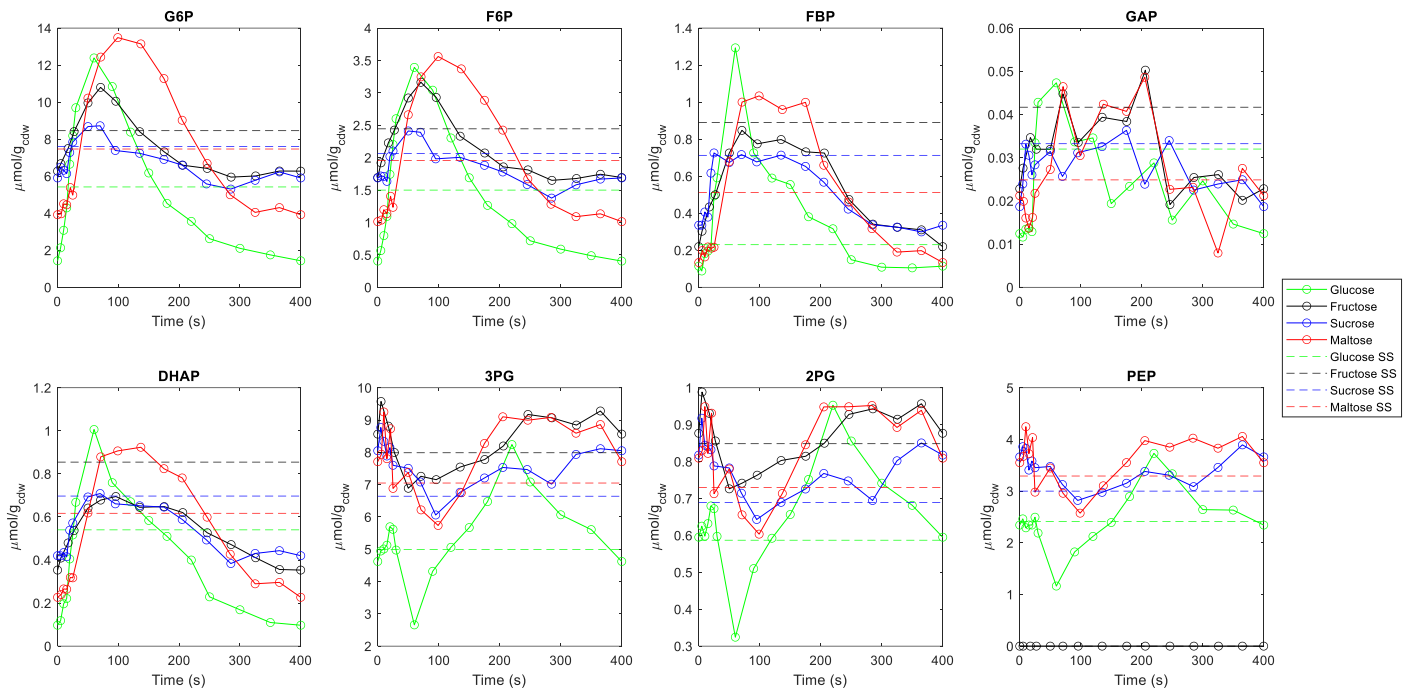 G6P
14
12
10
8
6
4
2
0
μmol/g_cdw
0 100 200 300 400
Time (s)
F6P
4
3.5
3
2.5
2
1.5
1
0.5
0
μmol/g_cdw
0 100 200 300 400
Time (s)
FBP
1.4
1.2
1
0.8
0.6
0.4
0.2
0
μmol/g_cdw
0 100 200 300 400
Time (s)
GAP
0.06
0.05
0.04
0.03
0.02
0.01
0
μmol/g_cdw
0 100 200 300 400
Time (s)
Glucose
Fructose
Sucrose
Maltose
Glucose SS
Fructose SS
Sucrose SS
Maltose SS
DHAP
1.2
1
0.8
0.6
0.4
0.2
0
μmol/g_cdw
0 100 200 300 400
Time (s)
3PG
10
9
8
7
6
5
4
3
2
μmol/g_cdw
0 100 200 300 400
Time (s)
2PG
1
0.9
0.8
0.7
0.6
0.5
0.4
0.3
μmol/g_cdw
0 100 200 300 400
Time (s)
PEP
5
4
3
2
1
0
μmol/g_cdw
0 100 200 300 400
Time (s)